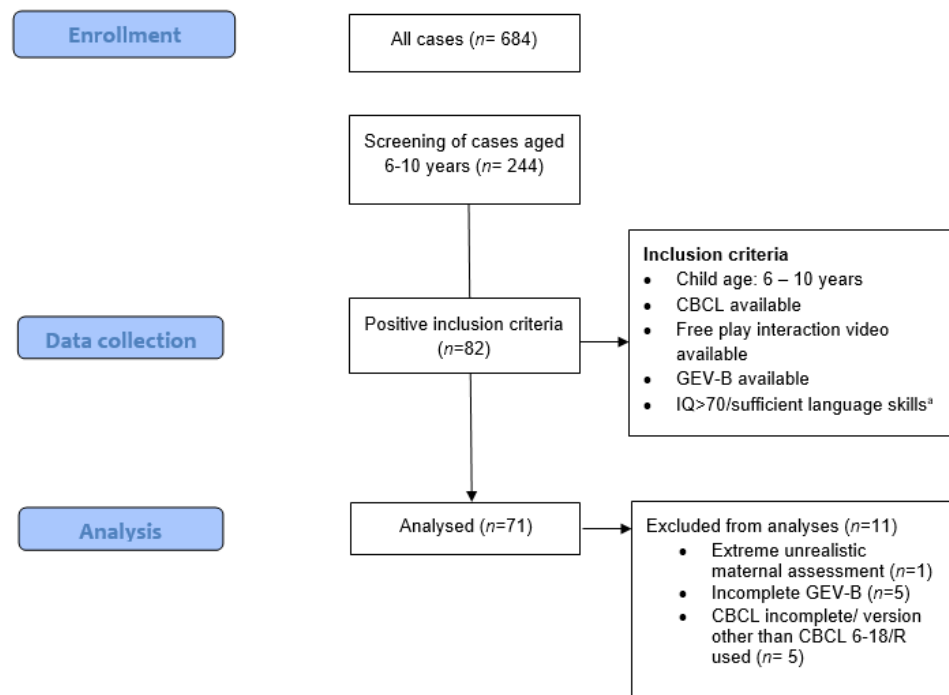 Enrollment
All cases (n= 684)
Screening of cases aged
6-10 years (n= 244)
Data collection
Positive inclusion criteria
(n=82)
Inclusion criteria
• Child age: 6 – 10 years
• CBCL available
• Free play interaction video
available
• GEV-B available
• IQ>70/sufficient language skillsᵃ
Analysis
Analysed (n=71)
Excluded from analyses (n=11)
• Extreme unrealistic
maternal assessment (n=1)
• Incomplete GEV-B (n=5)
• CBCL incomplete/ version
other than CBCL 6-18/R
used (n= 5)